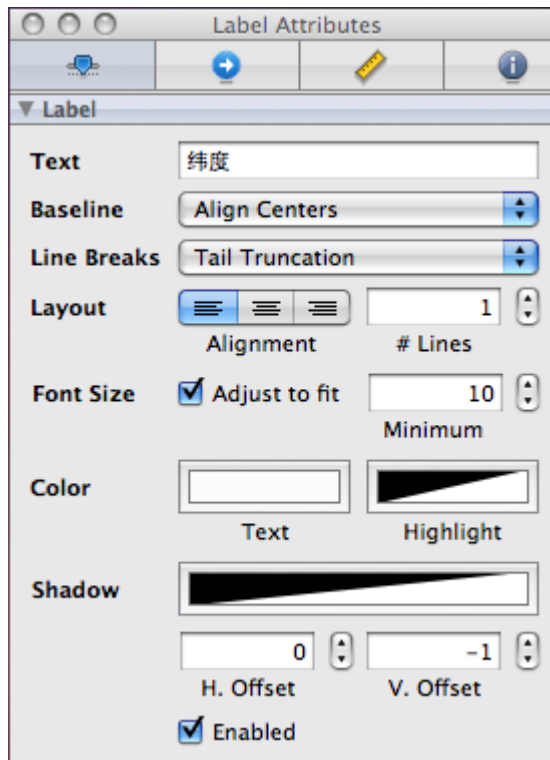 Label Attributes
Label
Text 纬度
Baseline Align Centers
Line Breaks Tail Truncation
Layout 1
Alignment # Lines
Font Size Adjust to fit 10
Minimum
Color
Text Highlight
Shadow
0 -1
H. Offset V. Offset
Enabled